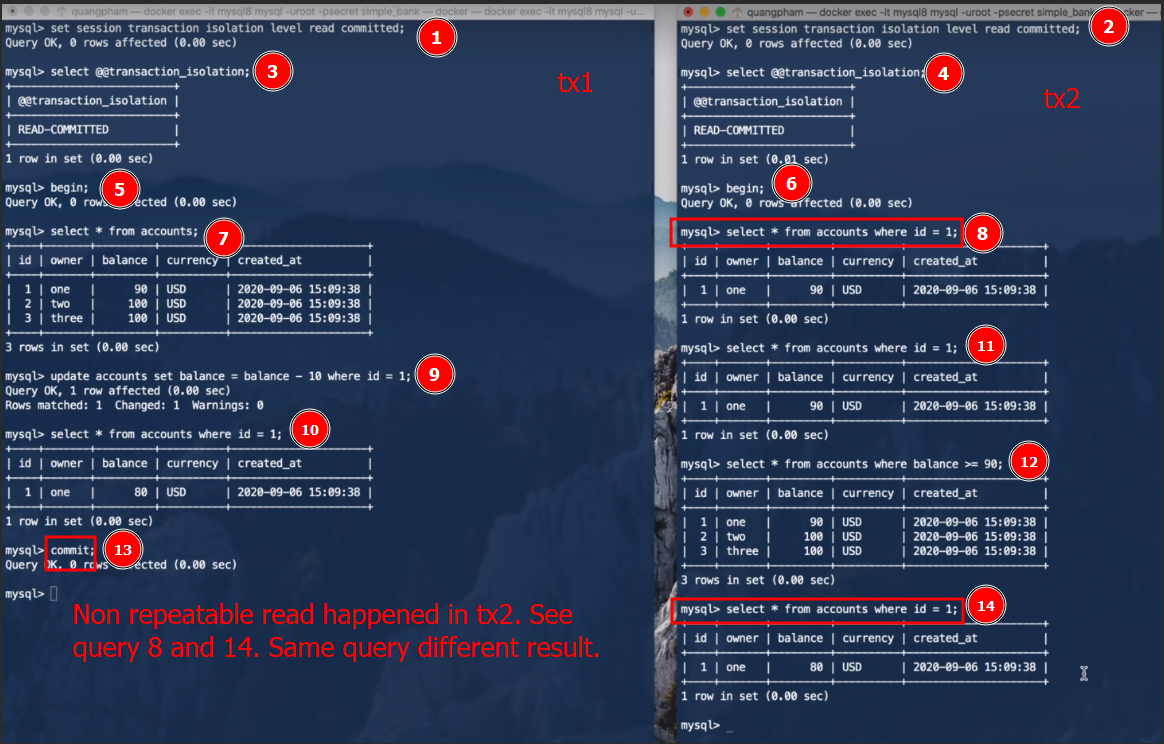 quangpham — docker exec -it mysql8 mysql -uroot -psecret simple_bank — docker — docker — docker exec -it mysql8 mysql -u...
mysql> set session transaction isolation level read committed;
1
Query OK, 0 rows affected (0.00 sec)
mysql> select @@transaction_isolation;
3
tx1
+-------------------------+
| @@transaction_isolation |
+-------------------------+
| READ-COMMITTED          |
+-------------------------+
1 row in set (0.00 sec)
mysql> begin;
5
Query OK, 0 rows affected (0.00 sec)
mysql> select * from accounts;
7
+----+-------+---------+----------+---------------------+
| id | owner | balance | currency | created_at          |
+----+-------+---------+----------+---------------------+
|  1 | one   |      90 | USD      | 2020-09-06 15:09:38 |
|  2 | two   |     100 | USD      | 2020-09-06 15:09:38 |
|  3 | three |     100 | USD      | 2020-09-06 15:09:38 |
+----+-------+---------+----------+---------------------+
3 rows in set (0.00 sec)
mysql> update accounts set balance = balance - 10 where id = 1;
9
Query OK, 1 row affected (0.00 sec)
Rows matched: 1  Changed: 1  Warnings: 0
mysql> select * from accounts where id = 1;
10
+----+-------+---------+----------+---------------------+
| id | owner | balance | currency | created_at          |
+----+-------+---------+----------+---------------------+
|  1 | one   |      80 | USD      | 2020-09-06 15:09:38 |
+----+-------+---------+----------+---------------------+
1 row in set (0.00 sec)
mysql> commit;
13
Query OK, 0 rows affected (0.00 sec)
mysql>
Non repeatable read happened in tx2. See
query 8 and 14. Same query different result.
quangpham — docker exec -it mysql8 mysql -uroot -psecret simple_bank — docker —
mysql> set session transaction isolation level read committed;
2
Query OK, 0 rows affected (0.00 sec)
mysql> select @@transaction_isolation;
4
tx2
+-------------------------+
| @@transaction_isolation |
+-------------------------+
| READ-COMMITTED          |
+-------------------------+
1 row in set (0.01 sec)
mysql> begin;
6
Query OK, 0 rows affected (0.00 sec)
mysql> select * from accounts where id = 1;
8
+----+-------+---------+----------+---------------------+
| id | owner | balance | currency | created_at          |
+----+-------+---------+----------+---------------------+
|  1 | one   |      90 | USD      | 2020-09-06 15:09:38 |
+----+-------+---------+----------+---------------------+
1 row in set (0.00 sec)
mysql> select * from accounts where id = 1;
11
+----+-------+---------+----------+---------------------+
| id | owner | balance | currency | created_at          |
+----+-------+---------+----------+---------------------+
|  1 | one   |      90 | USD      | 2020-09-06 15:09:38 |
+----+-------+---------+----------+---------------------+
1 row in set (0.00 sec)
mysql> select * from accounts where balance >= 90;
12
+----+-------+---------+----------+---------------------+
| id | owner | balance | currency | created_at          |
+----+-------+---------+----------+---------------------+
|  1 | one   |      90 | USD      | 2020-09-06 15:09:38 |
|  2 | two   |     100 | USD      | 2020-09-06 15:09:38 |
|  3 | three |     100 | USD      | 2020-09-06 15:09:38 |
+----+-------+---------+----------+---------------------+
3 rows in set (0.00 sec)
mysql> select * from accounts where id = 1;
14
+----+-------+---------+----------+---------------------+
| id | owner | balance | currency | created_at          |
+----+-------+---------+----------+---------------------+
|  1 | one   |      80 | USD      | 2020-09-06 15:09:38 |
+----+-------+---------+----------+---------------------+
1 row in set (0.00 sec)
mysql> _